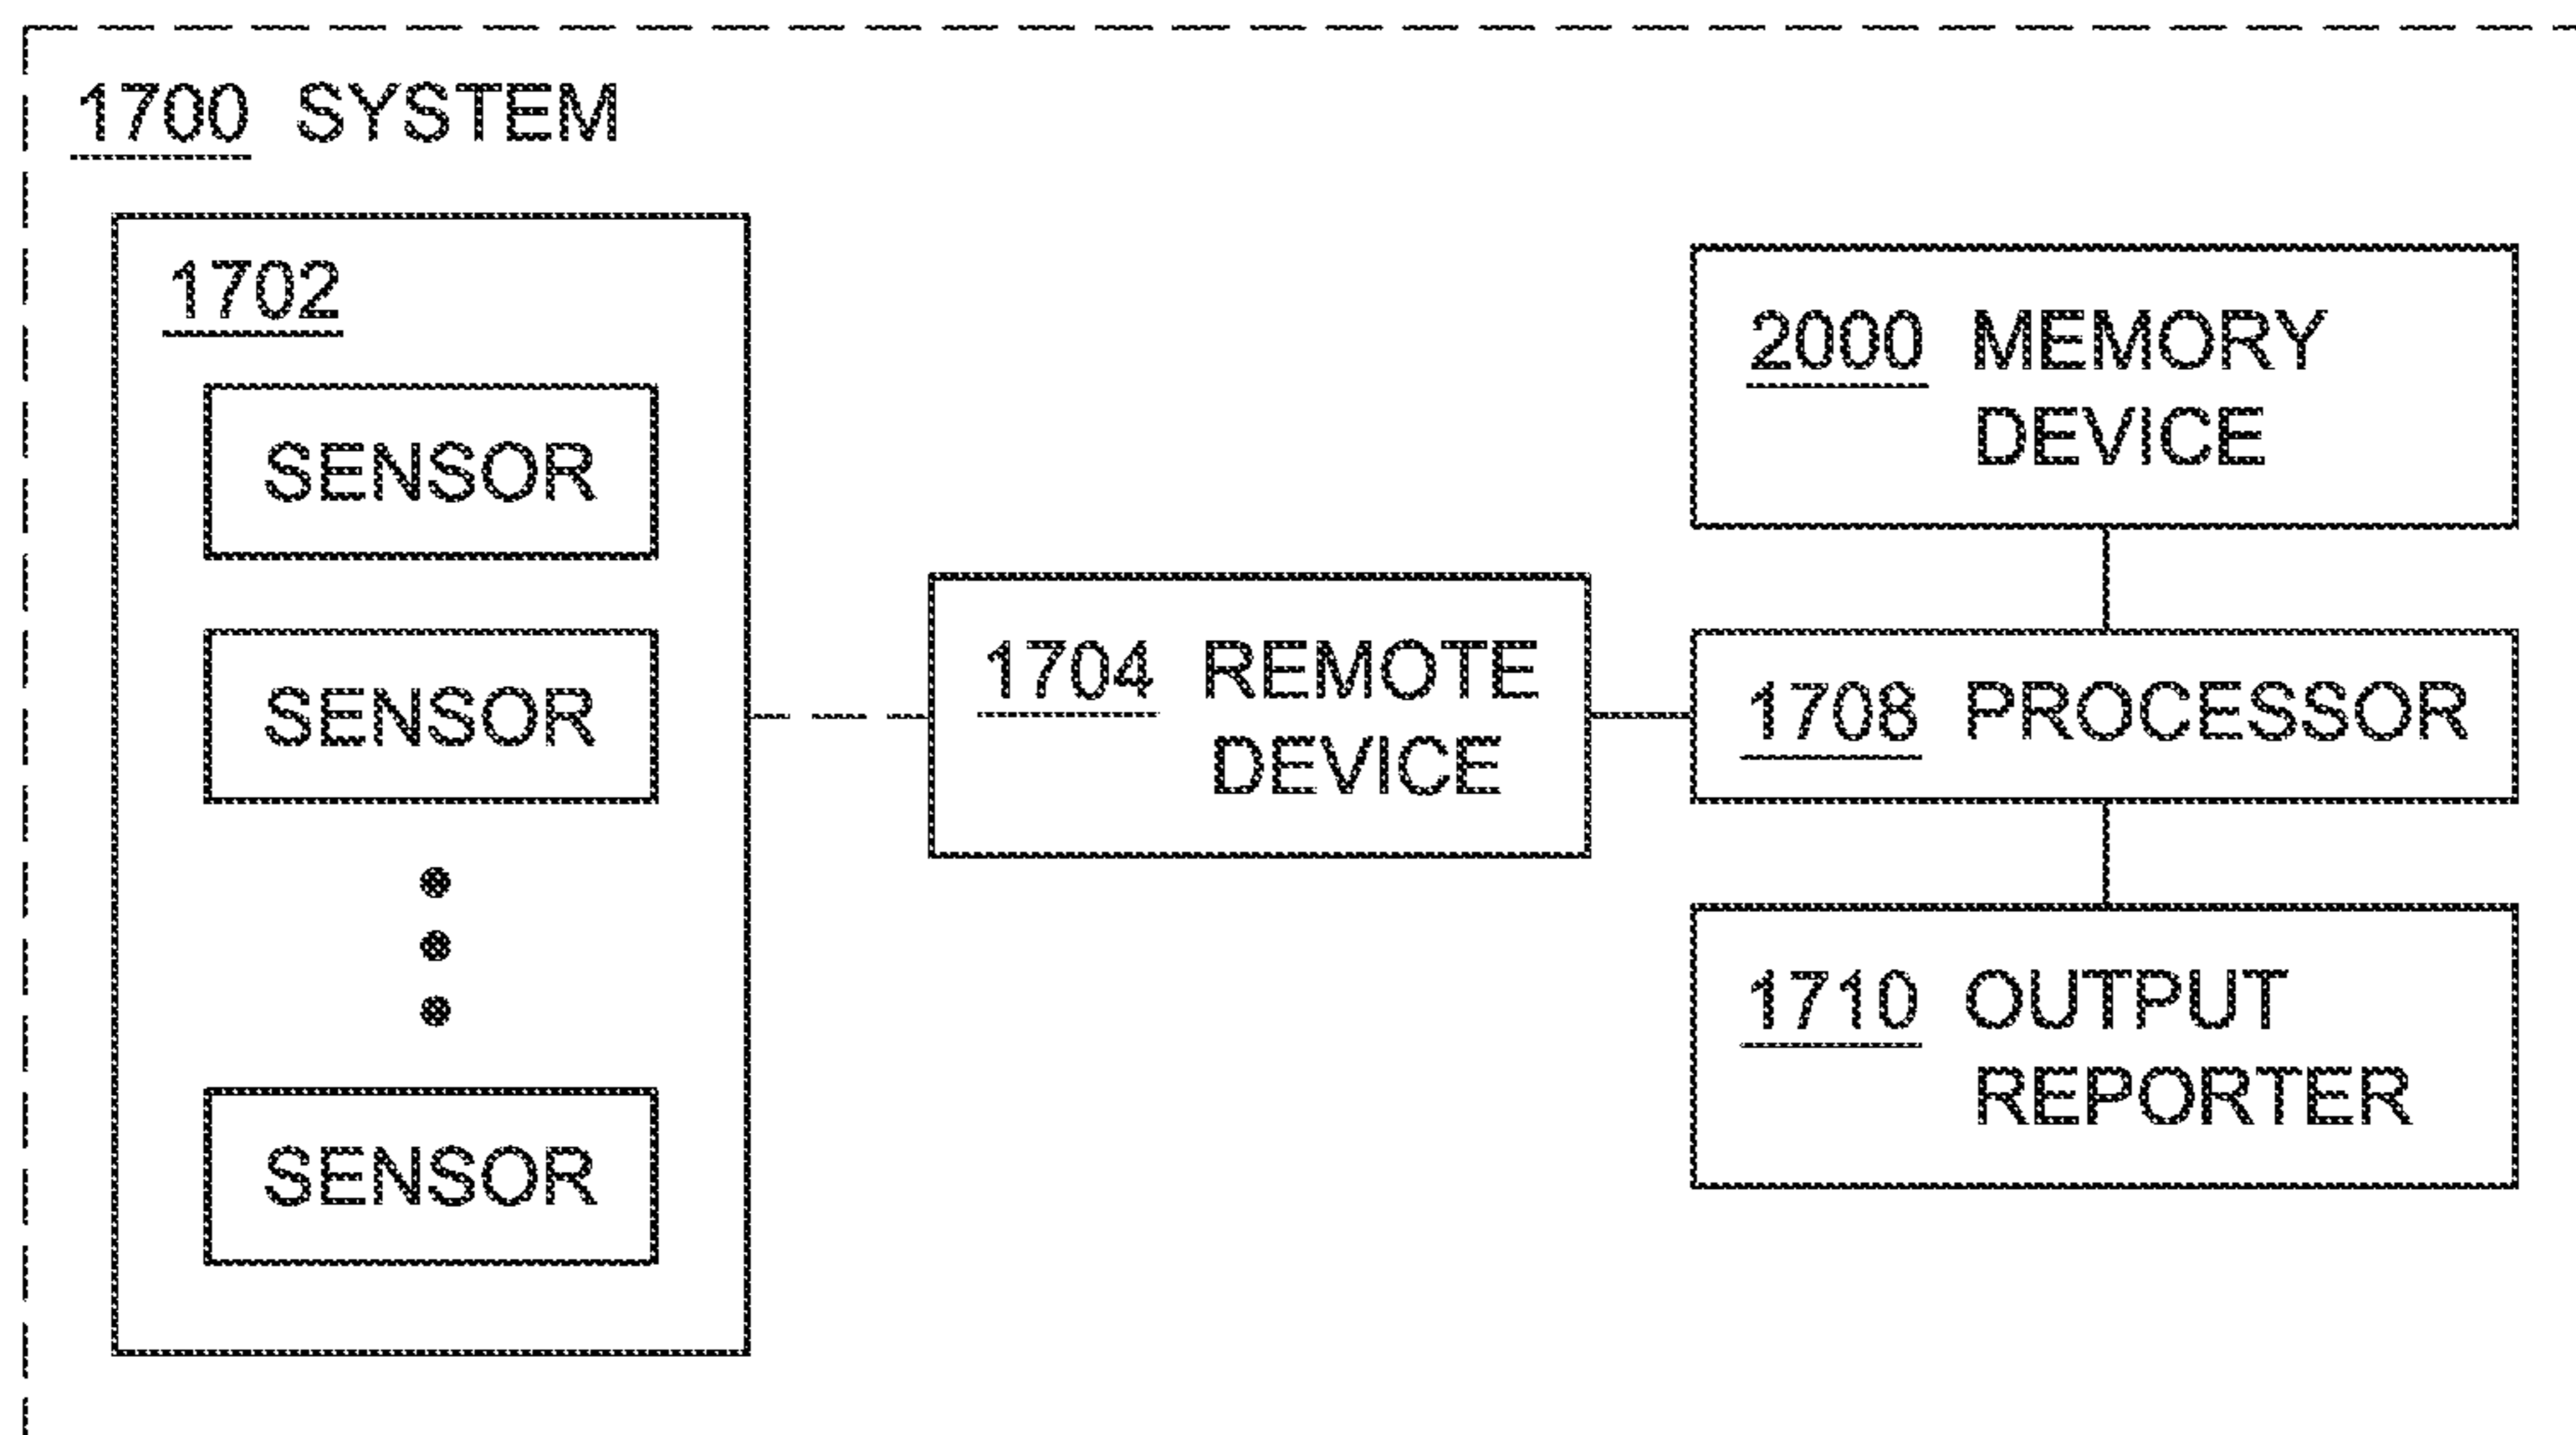 1700 SYSTEM
1702
SENSOR
SENSOR
SENSOR
1704 REMOTE
DEVICE
2000 MEMORY
DEVICE
1708 PROCESSOR
1710 OUTPUT
REPORTER